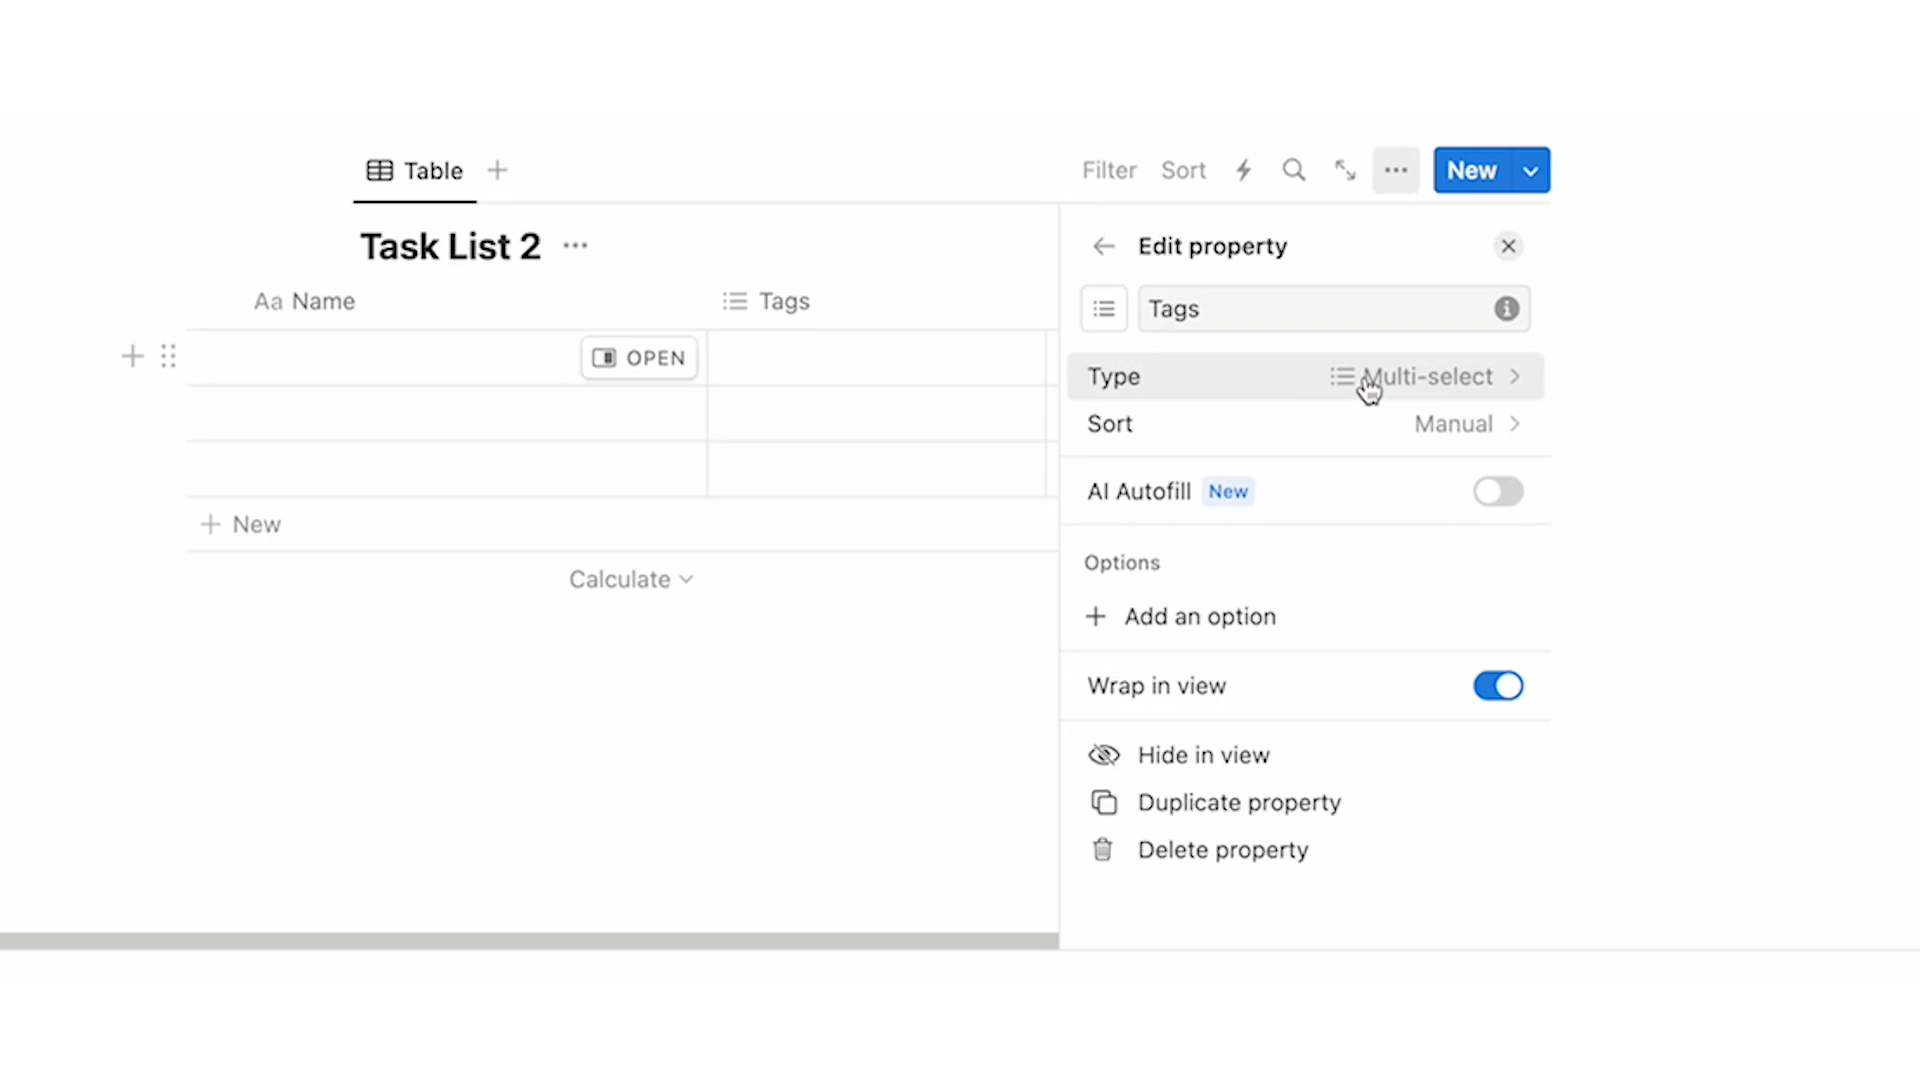 Table
Filter Sort New
Task List 2
Edit property
Aa Name
Tags
Tags
OPEN
Type Multi-select
Sort Manual
AI Autofill New
New
Options
Calculate
Add an option
Wrap in view
Hide in view
Duplicate property
Delete property